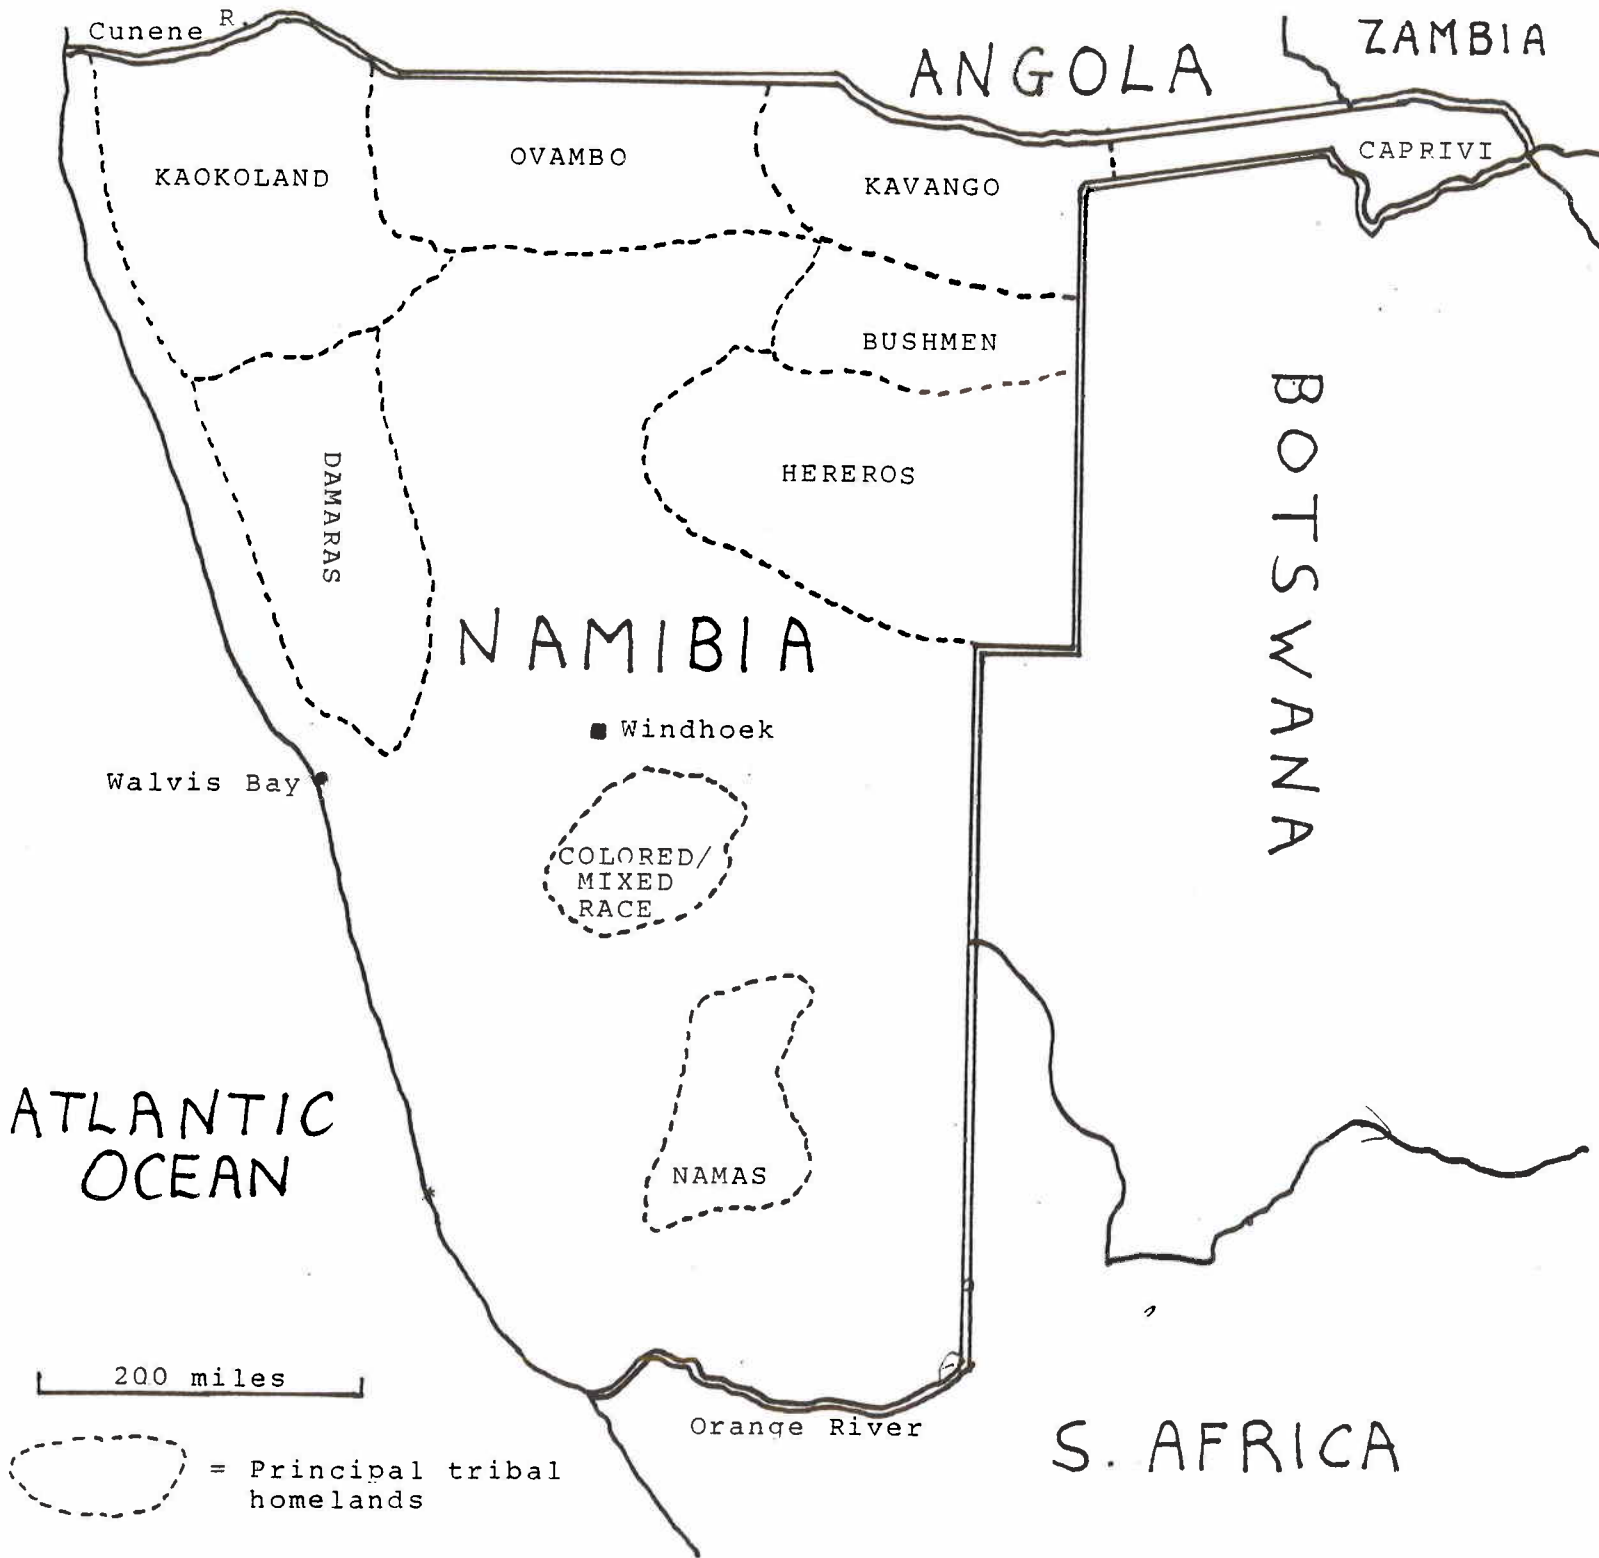 Cunene R.
ANGOLA
ZAMBIA
KAOKOLAND
OVAMBO
KAVANGO
CAPRIVI
BUSHMEN
HEREROS
DAMARAS
BOTSWANA
NAMIBIA
Windhoek
Walvis Bay
COLORED/
MIXED
RACE
NAMAS
ATLANTIC
OCEAN
200 miles
Orange River
S. AFRICA
= Principal tribal
homelands